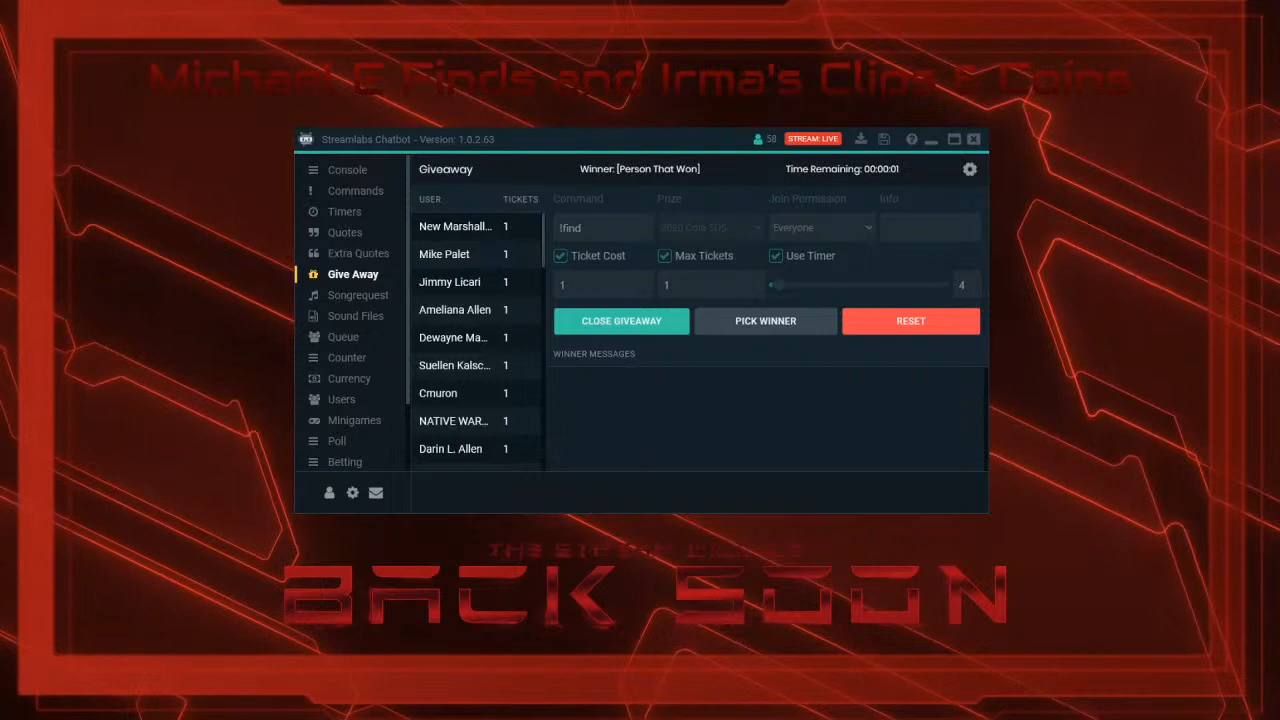 Michael E Finds and Irma's Clips & Coins
Streamlabs Chatbot - Version: 1.0.2.63
58
STREAM: LIVE
Console
Commands
Timers
Quotes
Extra Quotes
Give Away
Songrequest
Sound Files
Queue
Counter
Currency
Users
Minigames
Poll
Betting
Giveaway
Winner: [Person That Won]
Time Remaining: 00:00:01
USER TICKETS
New Marshall... 1
Mike Palet 1
Jimmy Licari 1
Ameliana Allen 1
Dewayne Ma... 1
Suellen Kalsc... 1
Cmuron 1
NATIVE WAR... 1
Darin L. Allen 1
Command Prize Join Permission Info
!find 2020 Cola SOS Everyone
Ticket Cost Max Tickets Use Timer
1 1 4
CLOSE GIVEAWAY PICK WINNER RESET
WINNER MESSAGES
BACK SOON